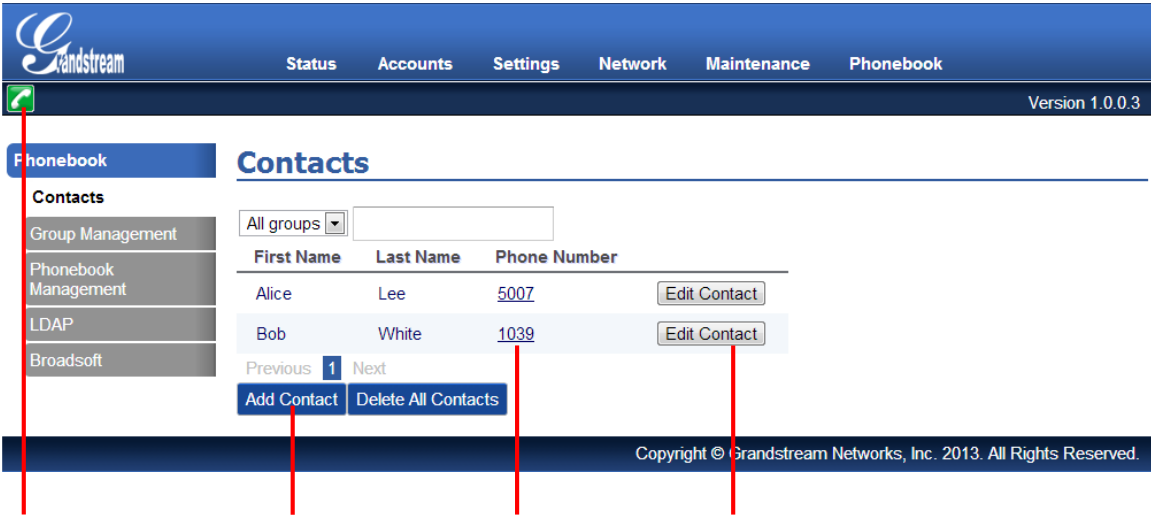 Grandstream
Status Accounts Settings Network Maintenance Phonebook
Version 1.0.0.3
Phonebook
Contacts
Group Management
Phonebook
Management
LDAP
Broadsoft
Contacts
All groups
First Name Last Name Phone Number
Alice Lee 5007 Edit Contact
Bob White 1039 Edit Contact
Previous 1 Next
Add Contact Delete All Contacts
Copyright © Grandstream Networks, Inc. 2013. All Rights Reserved.